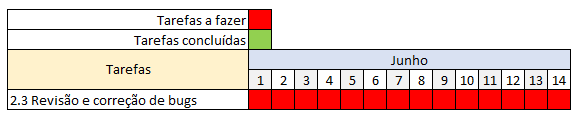 Tarefas a fazer
Tarefas concluídas
Tarefas
Junho
1 2 3 4 5 6 7 8 9 10 11 12 13 14
2.3 Revisão e correção de bugs